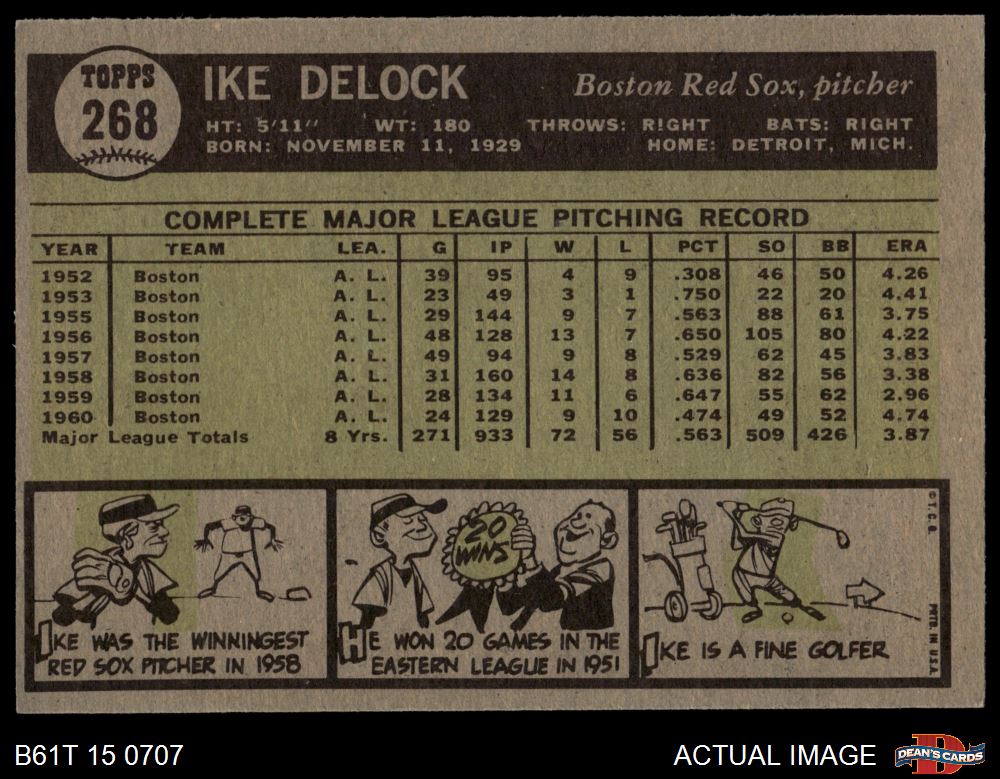 TOPPS
268
IKE DELOCK
Boston Red Sox, pitcher
HT: 5'11" WT: 180 THROWS: RIGHT BATS: RIGHT
BORN: NOVEMBER 11, 1929 HOME: DETROIT, MICH.
COMPLETE MAJOR LEAGUE PITCHING RECORD
YEAR TEAM LEA. G IP W L PCT SO BB ERA
1952 Boston A. L. 39 95 4 9 .308 46 50 4.26
1953 Boston A. L. 23 49 3 1 .750 22 20 4.41
1955 Boston A. L. 29 144 9 7 .563 88 61 3.75
1956 Boston A. L. 48 128 13 7 .650 105 80 4.22
1957 Boston A. L. 49 94 9 8 .529 62 45 3.83
1958 Boston A. L. 31 160 14 8 .636 82 56 3.38
1959 Boston A. L. 28 134 11 6 .647 55 62 2.96
1960 Boston A. L. 24 129 9 10 .474 49 52 4.74
Major League Totals 8 Yrs. 271 933 72 56 .563 509 426 3.87
IKE WAS THE WINNINGEST
RED SOX PITCHER IN 1958
20
WINS
HE WON 20 GAMES IN THE
EASTERN LEAGUE IN 1951
IKE IS A FINE GOLFER
© T. C. G.
PRTD. IN U.S.A.
B61T 15 0707
ACTUAL IMAGE
D
DEAN'S CARDS